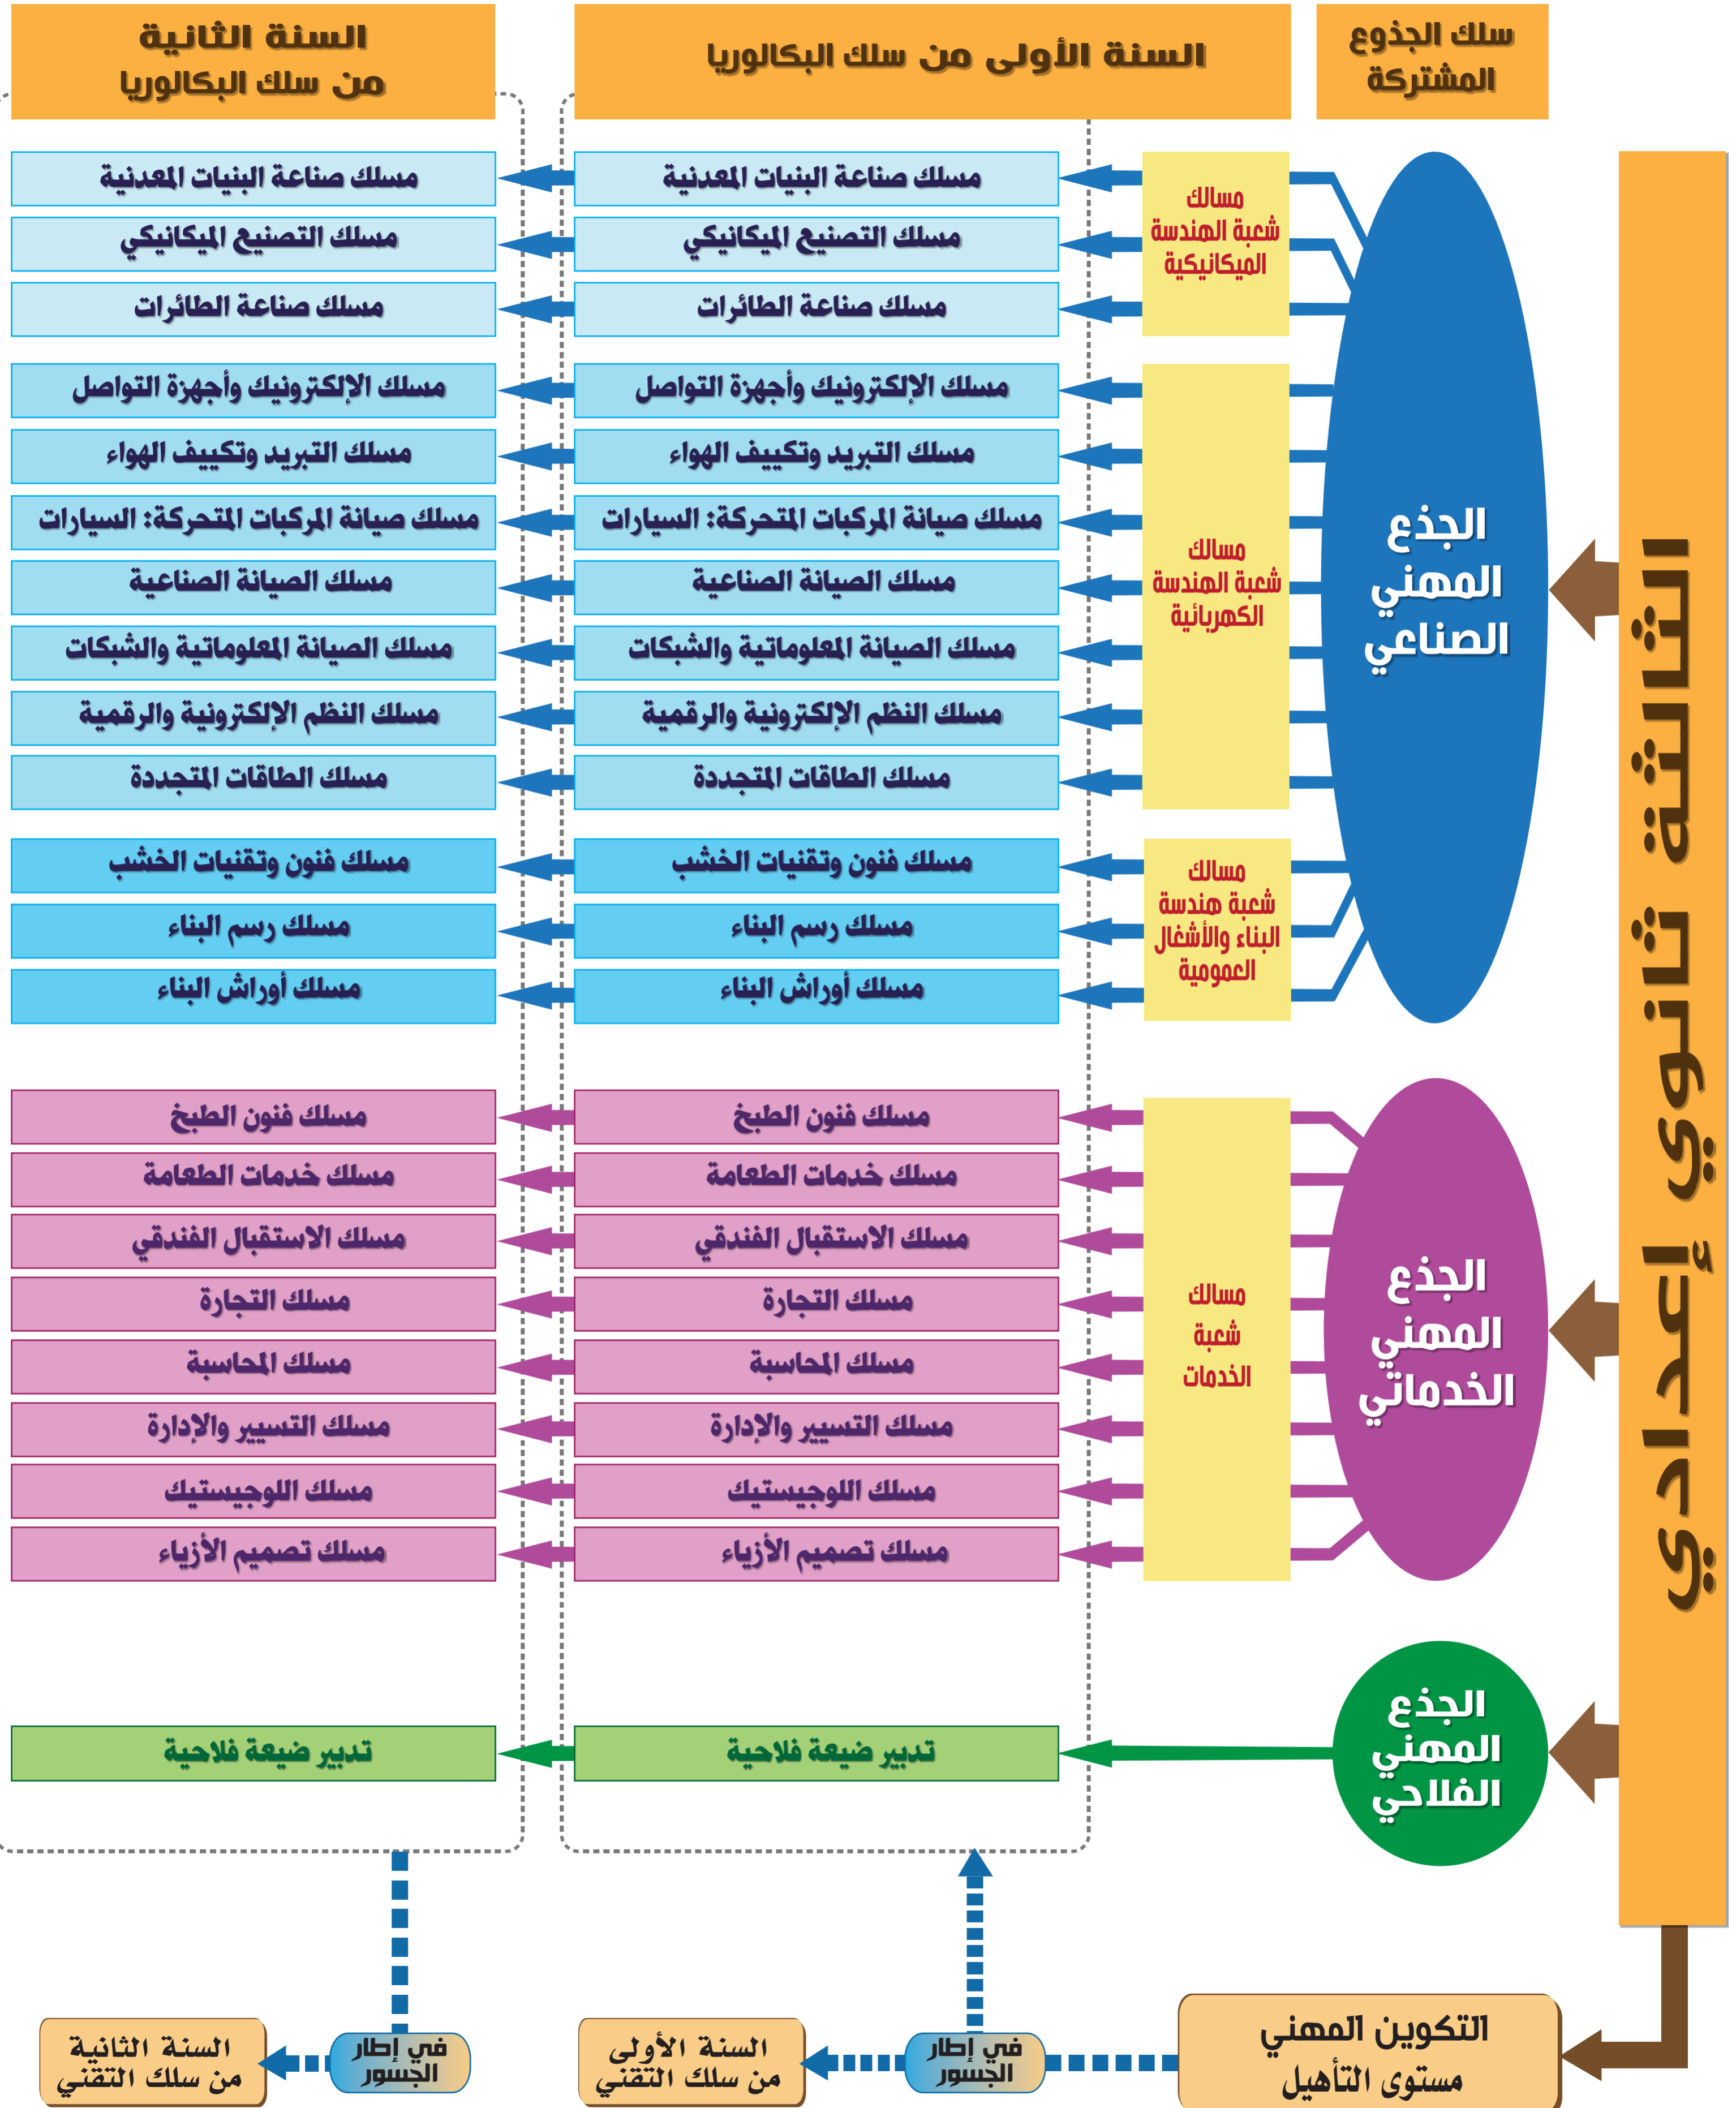 سلك الجذوع
المشتركة
السنة الأولى من سلك البكالوريا
السنة الثانية
من سلك البكالوريا
الثالثة ثانوي إعدادي
الجذع
المهني
الصناعي
مسالك
شعبة الهندسة
الميكانيكية
مسلك صناعة البنيات المعدنية
مسلك صناعة البنيات المعدنية
مسلك التصنيع الميكانيكي
مسلك التصنيع الميكانيكي
مسلك صناعة الطائرات
مسلك صناعة الطائرات
مسالك
شعبة الهندسة
الكهربائية
مسلك الإلكترونيك وأجهزة التواصل
مسلك الإلكترونيك وأجهزة التواصل
مسلك التبريد وتكييف الهواء
مسلك التبريد وتكييف الهواء
مسلك صيانة المركبات المتحركة: السيارات
مسلك صيانة المركبات المتحركة: السيارات
مسلك الصيانة الصناعية
مسلك الصيانة الصناعية
مسلك الصيانة المعلوماتية والشبكات
مسلك الصيانة المعلوماتية والشبكات
مسلك النظم الإلكترونية والرقمية
مسلك النظم الإلكترونية والرقمية
مسلك الطاقات المتجددة
مسلك الطاقات المتجددة
مسالك
شعبة هندسة
البناء والأشغال
العمومية
مسلك فنون وتقنيات الخشب
مسلك فنون وتقنيات الخشب
مسلك رسم البناء
مسلك رسم البناء
مسلك أوراش البناء
مسلك أوراش البناء
الجذع
المهني
الخدماتي
مسالك
شعبة
الخدمات
مسلك فنون الطبخ
مسلك فنون الطبخ
مسلك خدمات الطعامة
مسلك خدمات الطعامة
مسلك الاستقبال الفندقي
مسلك الاستقبال الفندقي
مسلك التجارة
مسلك التجارة
مسلك المحاسبة
مسلك المحاسبة
مسلك التسيير والإدارة
مسلك التسيير والإدارة
مسلك اللوجيستيك
مسلك اللوجيستيك
مسلك تصميم الأزياء
مسلك تصميم الأزياء
الجذع
المهني
الفلاحي
تدبير ضيعة فلاحية
تدبير ضيعة فلاحية
التكوين المهني
مستوى التأهيل
في إطار
الجسور
السنة الأولى
من سلك التقني
في إطار
الجسور
السنة الثانية
من سلك التقني